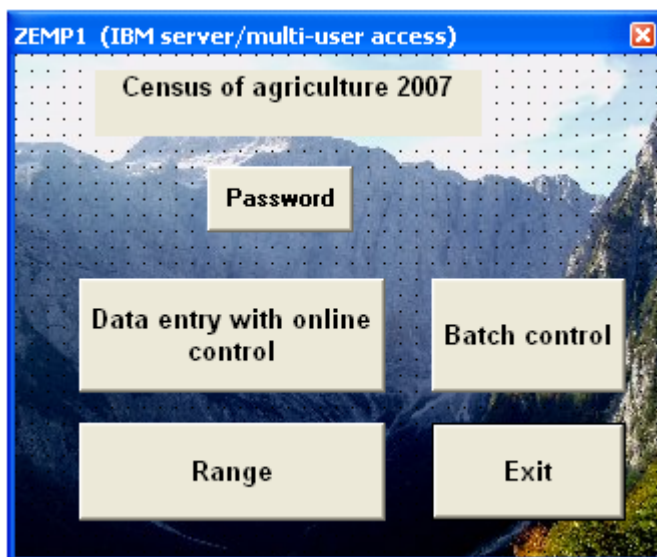 ZEMP1 (IBM server/multi-user access)
Census of agriculture 2007
Password
Data entry with online
control
Batch control
Range
Exit